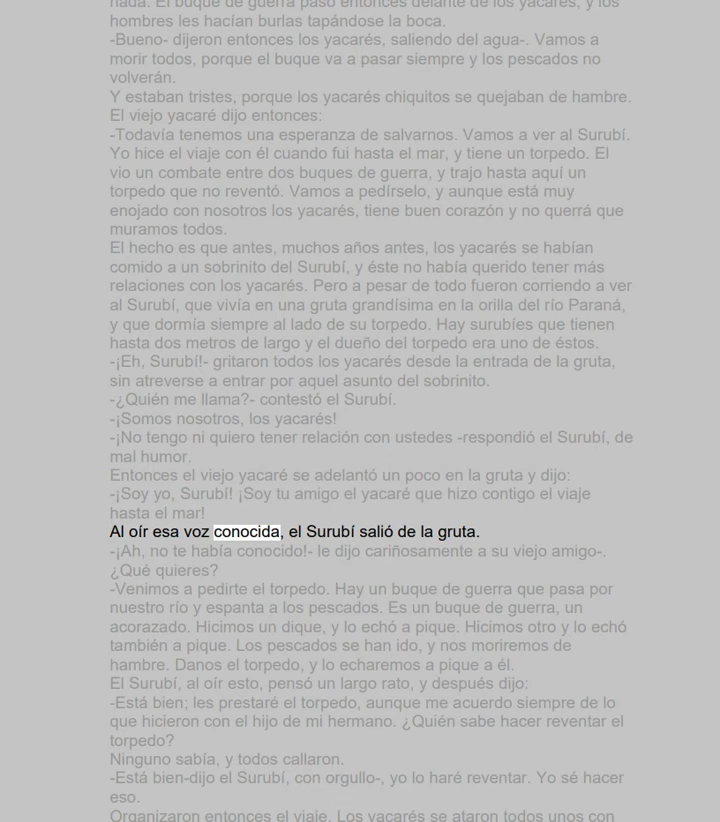 nada. El buque de guerra pasó entonces delante de los yacarés, y los
hombres les hacían burlas tapándose la boca.
-Bueno- dijeron entonces los yacarés, saliendo del agua-. Vamos a
morir todos, porque el buque va a pasar siempre y los pescados no
volverán.
Y estaban tristes, porque los yacarés chiquitos se quejaban de hambre.
El viejo yacaré dijo entonces:
-Todavía tenemos una esperanza de salvarnos. Vamos a ver al Surubí.
Yo hice el viaje con él cuando fui hasta el mar, y tiene un torpedo. El
vio un combate entre dos buques de guerra, y trajo hasta aquí un
torpedo que no reventó. Vamos a pedírselo, y aunque está muy
enojado con nosotros los yacarés, tiene buen corazón y no querrá que
muramos todos.
El hecho es que antes, muchos años antes, los yacarés se habían
comido a un sobrinito del Surubí, y éste no había querido tener más
relaciones con los yacarés. Pero a pesar de todo fueron corriendo a ver
al Surubí, que vivía en una gruta grandísima en la orilla del río Paraná,
y que dormía siempre al lado de su torpedo. Hay surubíes que tienen
hasta dos metros de largo y el dueño del torpedo era uno de éstos.
-¡Eh, Surubí!- gritaron todos los yacarés desde la entrada de la gruta,
sin atreverse a entrar por aquel asunto del sobrinito.
-¿Quién me llama?- contestó el Surubí.
-¡Somos nosotros, los yacarés!
-¡No tengo ni quiero tener relación con ustedes -respondió el Surubí, de
mal humor.
Entonces el viejo yacaré se adelantó un poco en la gruta y dijo:
-¡Soy yo, Surubí! ¡Soy tu amigo el yacaré que hizo contigo el viaje
hasta el mar!
Al oír esa voz conocida, el Surubí salió de la gruta.
-¡Ah, no te había conocido!- le dijo cariñosamente a su viejo amigo-.
¿Qué quieres?
-Venimos a pedirte el torpedo. Hay un buque de guerra que pasa por
nuestro río y espanta a los pescados. Es un buque de guerra, un
acorazado. Hicimos un dique, y lo echó a pique. Hicimos otro y lo echó
también a pique. Los pescados se han ido, y nos moriremos de
hambre. Danos el torpedo, y lo echaremos a pique a él.
El Surubí, al oír esto, pensó un largo rato, y después dijo:
-Está bien; les prestaré el torpedo, aunque me acuerdo siempre de lo
que hicieron con el hijo de mi hermano. ¿Quién sabe hacer reventar el
torpedo?
Ninguno sabía, y todos callaron.
-Está bien-dijo el Surubí, con orgullo-, yo lo haré reventar. Yo sé hacer
eso.
Organizaron entonces el viaje. Los yacarés se ataron todos unos con